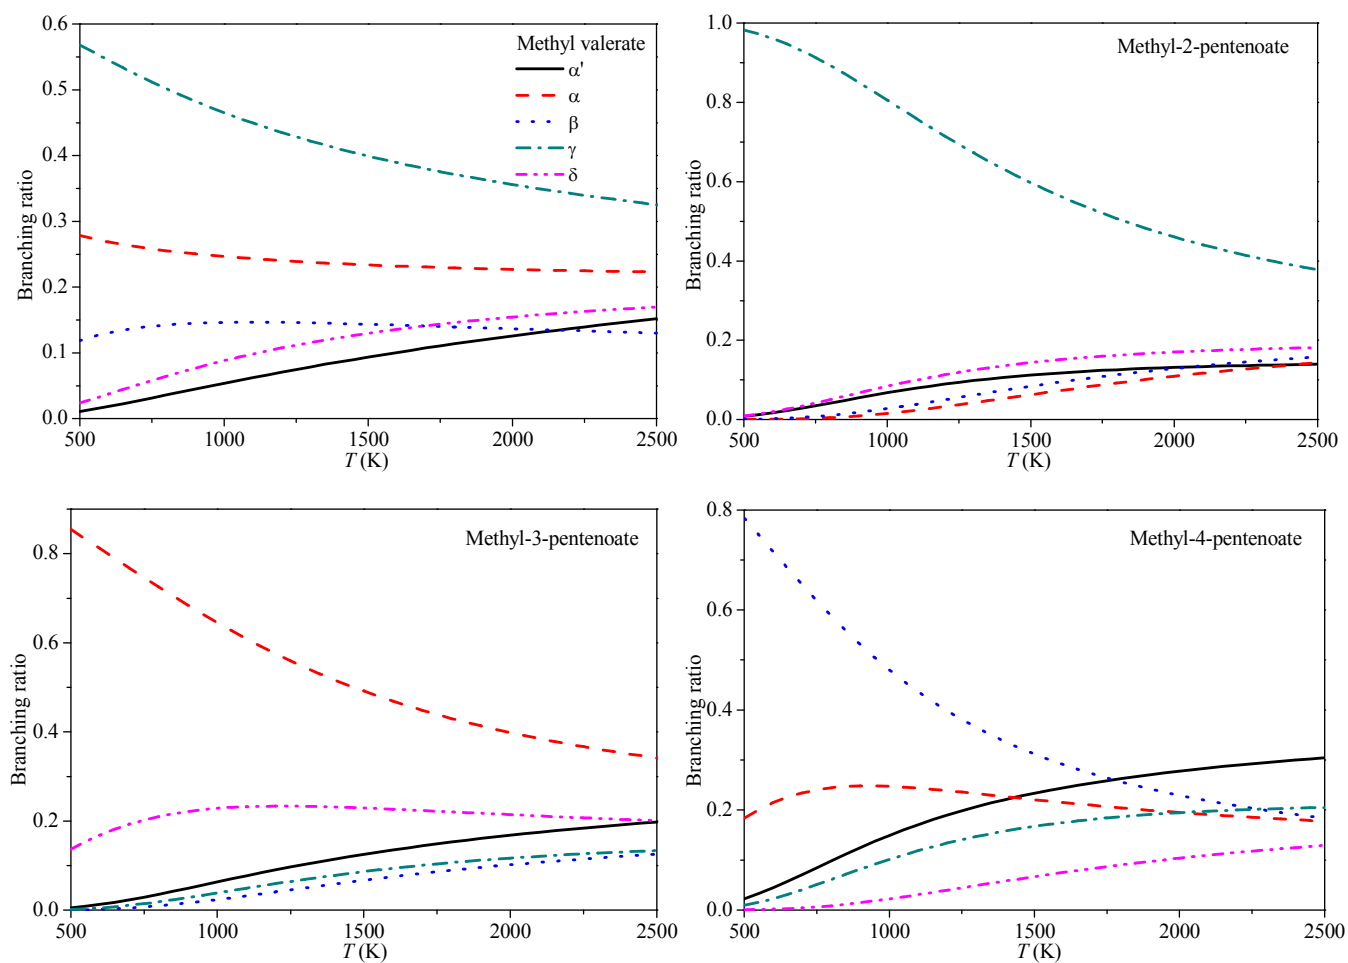 Methyl valerate
α'
α
β
γ
δ
Branching ratio
0.6
0.5
0.4
0.3
0.2
0.1
0.0
500 1000 1500 2000 2500
T (K)
Methyl-2-pentenoate
Branching ratio
1.0
0.8
0.6
0.4
0.2
0.0
500 1000 1500 2000 2500
T (K)
Methyl-3-pentenoate
Branching ratio
0.8
0.6
0.4
0.2
0.0
500 1000 1500 2000 2500
T (K)
Methyl-4-pentenoate
Branching ratio
0.8
0.6
0.4
0.2
0.0
500 1000 1500 2000 2500
T (K)